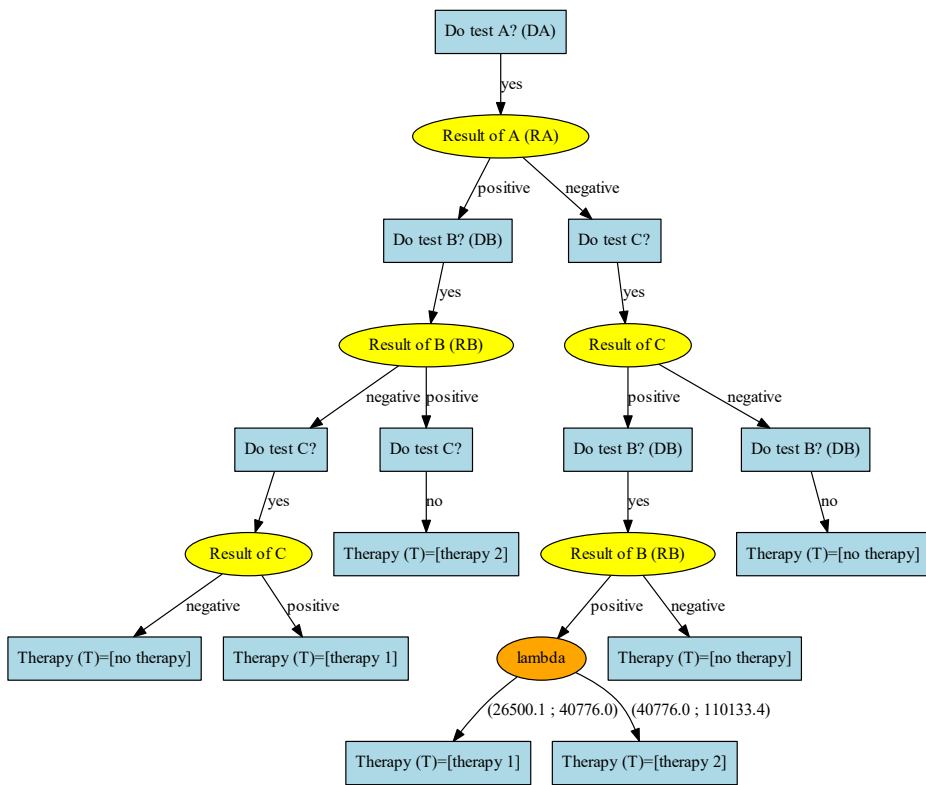 Do test A? (DA)
yes
Result of A (RA)
positive
negative
Do test B? (DB)
Do test C?
yes
yes
Result of B (RB)
Result of C
negative
positive
positive
negative
Do test C?
Do test C?
Do test B? (DB)
Do test B? (DB)
yes
no
yes
no
Result of C
Therapy (T)=[therapy 2]
Result of B (RB)
Therapy (T)=[no therapy]
negative
positive
positive
negative
Therapy (T)=[no therapy]
Therapy (T)=[therapy 1]
lambda
Therapy (T)=[no therapy]
(26500.1 ; 40776.0)
(40776.0 ; 110133.4)
Therapy (T)=[therapy 1]
Therapy (T)=[therapy 2]